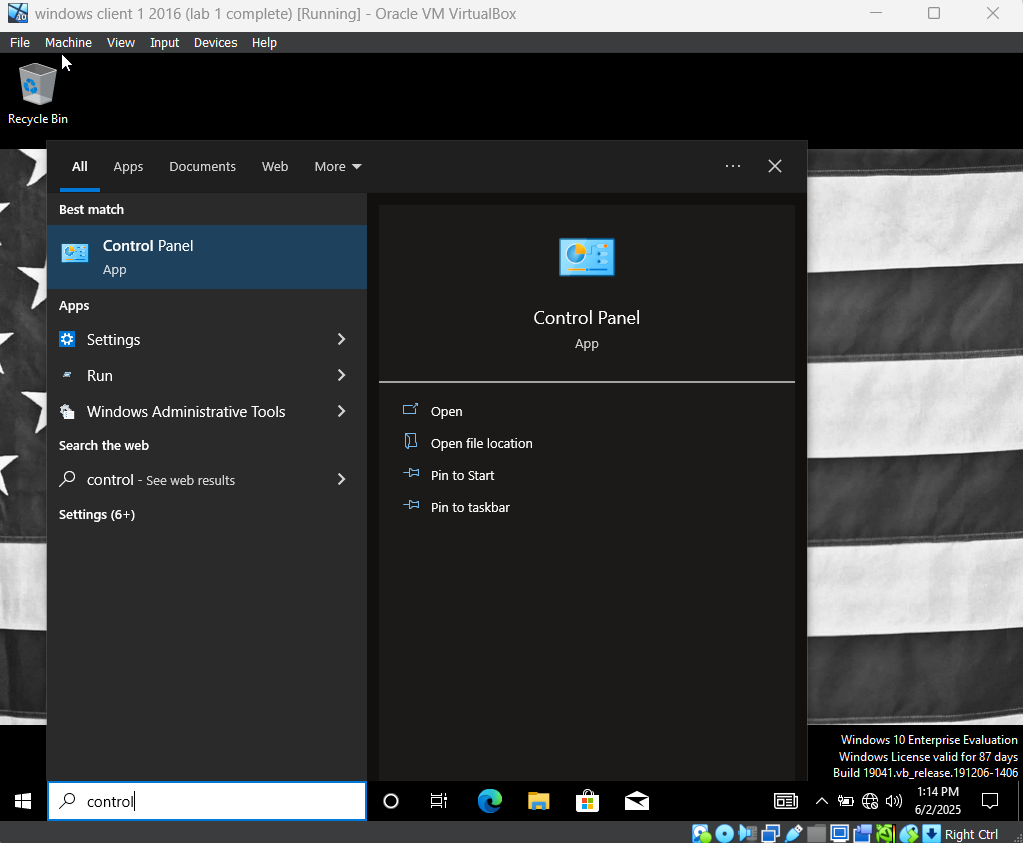 windows client 1 2016 (lab 1 complete) [Running] - Oracle VM VirtualBox
File Machine View Input Devices Help
Recycle Bin
All Apps Documents Web More
Best match
Control Panel
App
Apps
Settings
Run
Windows Administrative Tools
Search the web
control - See web results
Settings (6+)
Control Panel
App
Open
Open file location
Pin to Start
Pin to taskbar
Windows 10 Enterprise Evaluation
Windows License valid for 87 days
Build 19041.vb_release.191206-1406
control
1:14 PM
6/2/2025
Right Ctrl